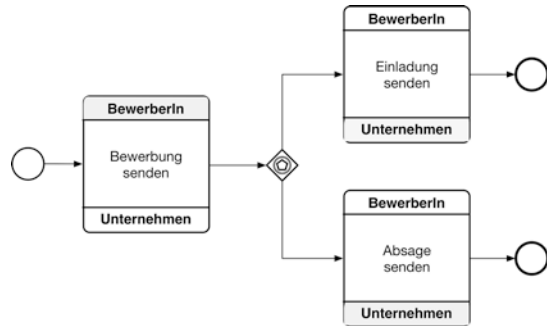 BewerberIn
Bewerbung
senden
Unternehmen
BewerberIn
Einladung
senden
Unternehmen
BewerberIn
Absage
senden
Unternehmen